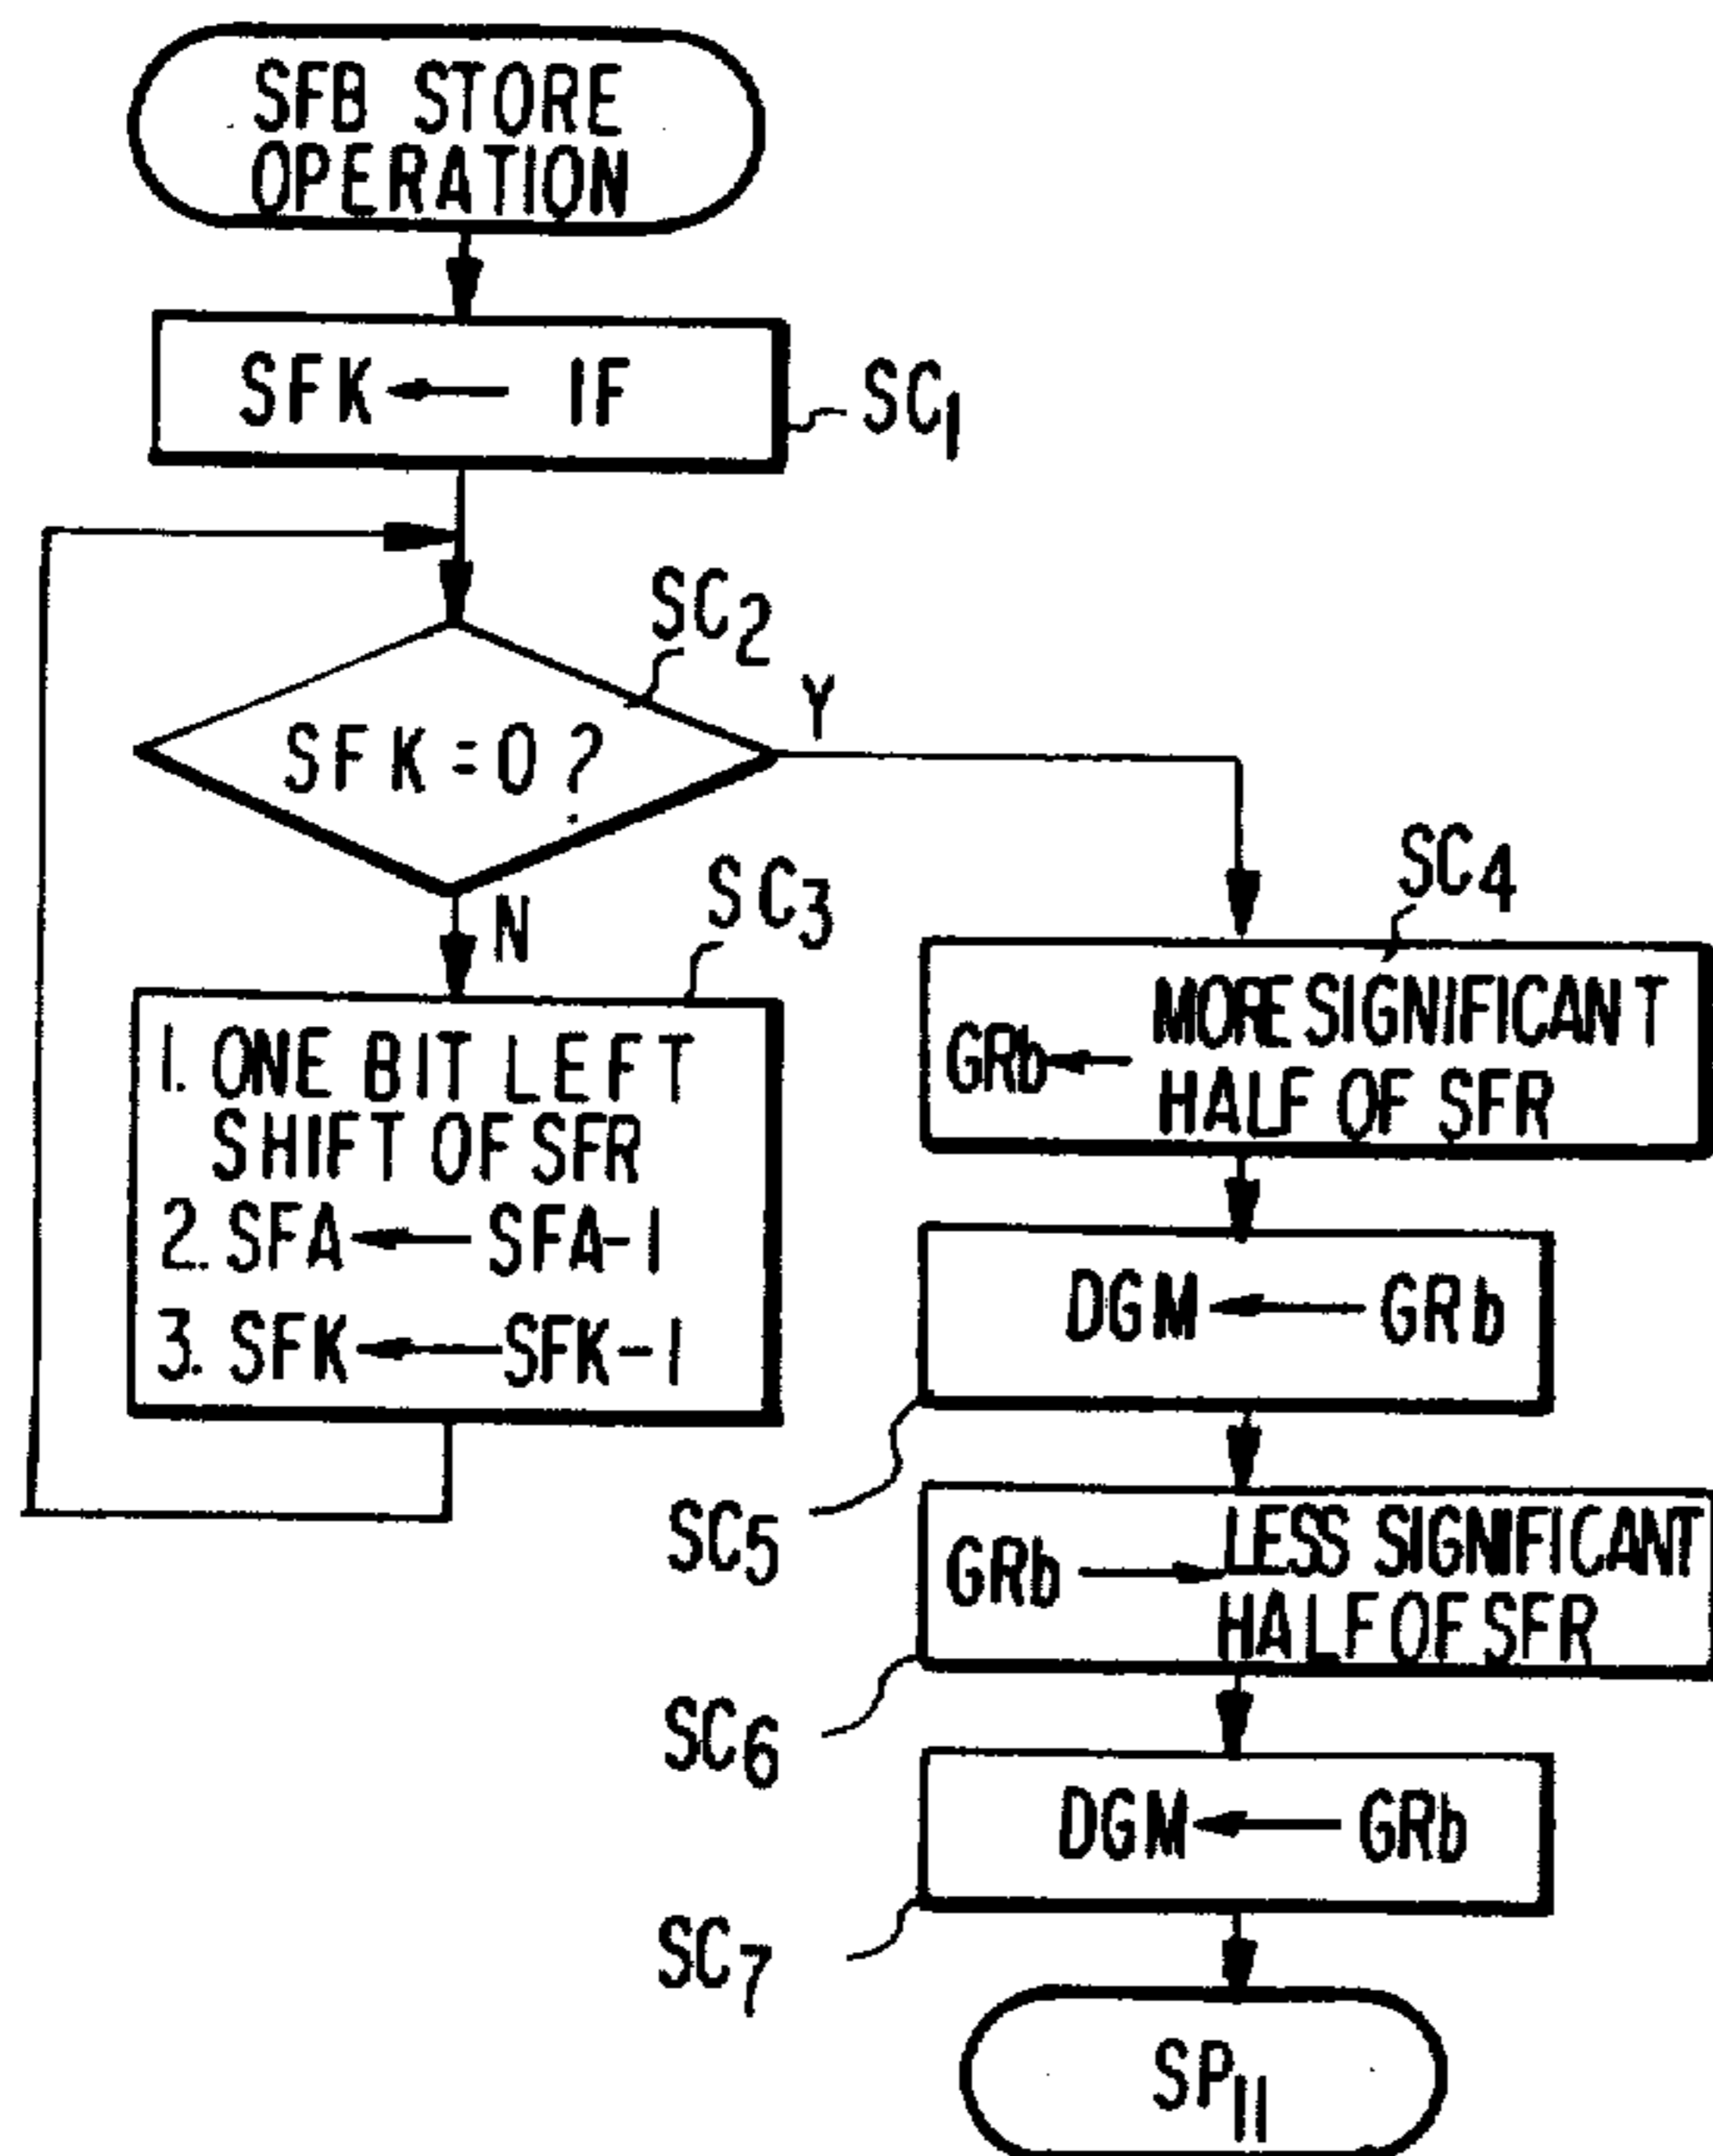 SFB STORE
OPERATION
SFK ← IF
SC1
SC2
SFK=0?
Y
N
SC3
1. ONE BIT LEFT
SHIFT OF SFR
2. SFA ← SFA-1
3. SFK ← SFK-1
SC4
GRb ← MORE SIGNIFICANT
HALF OF SFR
DGM ← GRb
SC5
GRb → LESS SIGNIFICANT
HALF OF SFR
SC6
DGM ← GRb
SC7
SP11